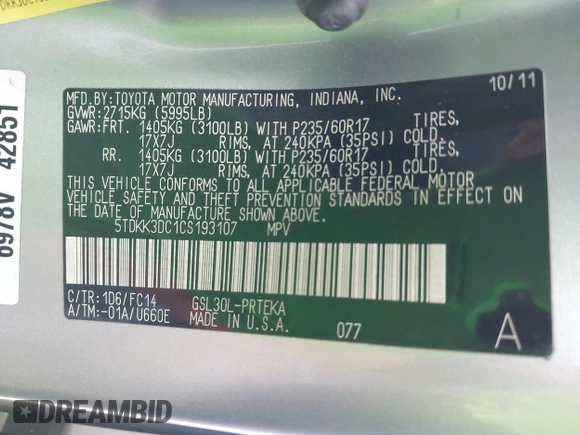 10/11
MFD.BY:TOYOTA MOTOR MANUFACTURING, INDIANA, INC.
GVWR:2715KG (5995LB)
GAWR:FRT. 1405KG (3100LB) WITH P235/60R17 TIRES,
17X7J RIMS, AT 240KPA (35PSI) COLD.
RR. 1405KG (3100LB) WITH P235/60R17 TIRES,
17X7J RIMS, AT 240KPA (35PSI) COLD.
THIS VEHICLE CONFORMS TO ALL APPLICABLE FEDERAL MOTOR
VEHICLE SAFETY AND THEFT PREVENTION STANDARDS IN EFFECT ON
THE DATE OF MANUFACTURE SHOWN ABOVE.
5TDKK3DC1CS193107 MPV
C/TR:1D6/FC14 GSL30L-PRTEKA
A/TM:-01A/U660E MADE IN U.S.A. 077
A
6978V 42851
DREAMBID